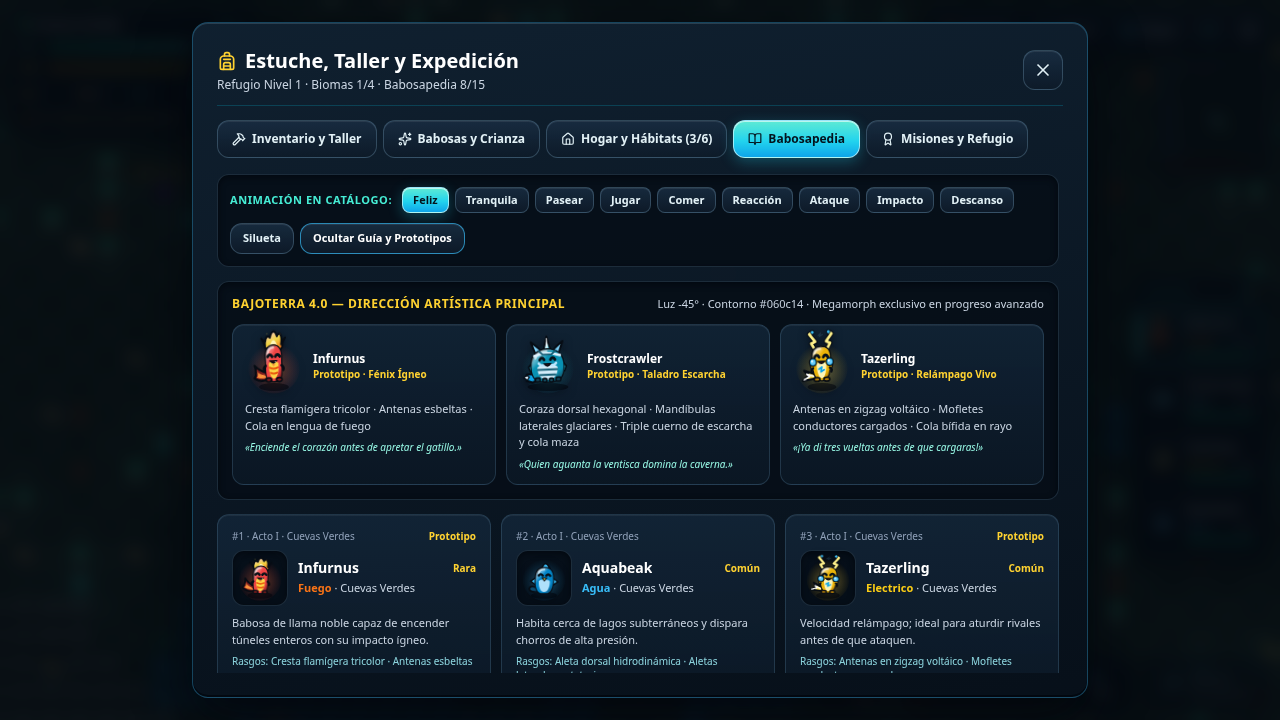 Estuche, Taller y Expedición
Refugio Nivel 1 · Biomas 1/4 · Babosapedia 8/15
Inventario y Taller
Babosas y Crianza
Hogar y Hábitats (3/6)
Babosapedia
Misiones y Refugio
ANIMACIÓN EN CATÁLOGO:
Feliz
Tranquila
Pasear
Jugar
Comer
Reacción
Ataque
Impacto
Descanso
Silueta
Ocultar Guía y Prototipos
BAJOTERRA 4.0 — DIRECCIÓN ARTÍSTICA PRINCIPAL
Luz -45° · Contorno #060c14 · Megamorph exclusivo en progreso avanzado
Infurnus
Prototipo · Fénix Ígneo
Cresta flamígera tricolor · Antenas esbeltas ·
Cola en lengua de fuego
«Enciende el corazón antes de apretar el gatillo.»
Frostcrawler
Prototipo · Taladro Escarcha
Coraza dorsal hexagonal · Mandíbulas
laterales glaciares · Triple cuerno de escarcha
y cola maza
«Quien aguanta la ventisca domina la caverna.»
Tazerling
Prototipo · Relámpago Vivo
Antenas en zigzag voltáico · Mofletes
conductores cargados · Cola bífida en rayo
«¡Ya di tres vueltas antes de que cargaras!»
#1 · Acto I · Cuevas Verdes
Prototipo
Infurnus
Rara
Fuego · Cuevas Verdes
Babosa de llama noble capaz de encender
túneles enteros con su impacto ígneo.
Rasgos: Cresta flamígera tricolor · Antenas esbeltas
#2 · Acto I · Cuevas Verdes
Aquabeak
Común
Agua · Cuevas Verdes
Habita cerca de lagos subterráneos y dispara
chorros de alta presión.
Rasgos: Aleta dorsal hidrodinámica · Aletas
#3 · Acto I · Cuevas Verdes
Prototipo
Tazerling
Común
Electrico · Cuevas Verdes
Velocidad relámpago; ideal para aturdir rivales
antes de que ataquen.
Rasgos: Antenas en zigzag voltáico · Mofletes